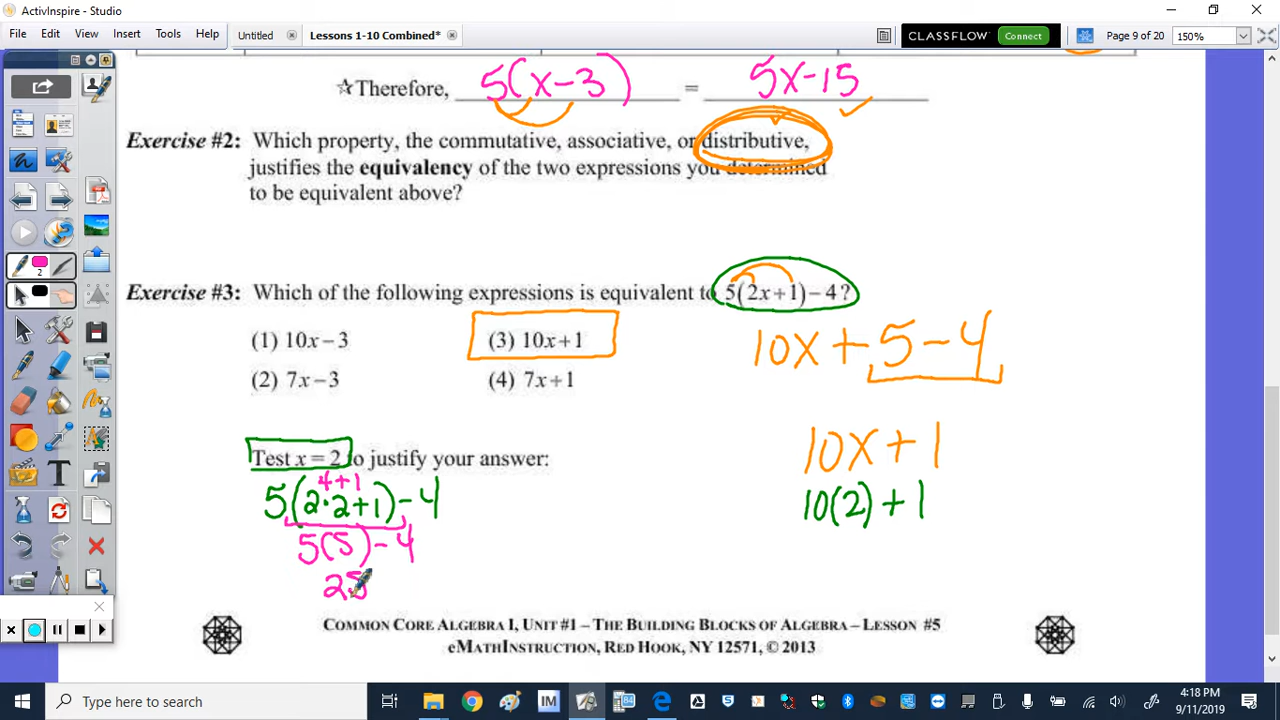 ActivInspire - Studio
File Edit View Insert Tools Help Untitled Lessons 1-10 Combined* CLASSFLOW Connect Page 9 of 20 150%
☆Therefore, 5(x-3) = 5x-15
Exercise #2: Which property, the commutative, associative, or distributive,
justifies the equivalency of the two expressions you determined
to be equivalent above?
Exercise #3: Which of the following expressions is equivalent to 5(2x+1)−4?
(1) 10x−3 (3) 10x+1
(2) 7x−3 (4) 7x+1
10x + 5 - 4
10x + 1
10(2) + 1
Test x = 2 to justify your answer:
4+1
5(2·2+1)-4
5(5)-4
25
COMMON CORE ALGEBRA I, UNIT #1 – THE BUILDING BLOCKS OF ALGEBRA – LESSON #5
eMATHINSTRUCTION, RED HOOK, NY 12571, © 2013
2
T
Type here to search
IM
S
4:18 PM
9/11/2019